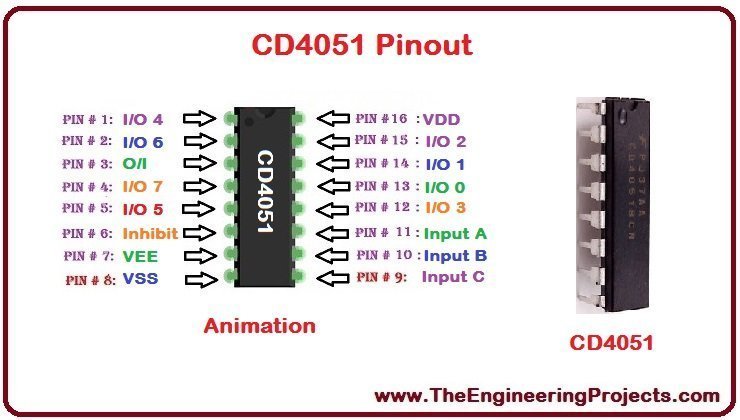 CD4051 Pinout
PIN # 1: I/O 4
PIN # 2: I/O 6
PIN # 3: O/I
PIN # 4: I/O 7
PIN # 5: I/O 5
PIN # 6: Inhibit
PIN # 7: VEE
PIN # 8: VSS
CD4051
PIN #16 : VDD
PIN # 15 : I/O 2
PIN # 14 : I/O 1
PIN # 13 : I/O 0
PIN # 12 : I/O 3
PIN # 11 : Input A
PIN # 10 : Input B
PIN # 9: Input C
Animation
CD4051BCN
CD4051
www.TheEngineeringProjects.com